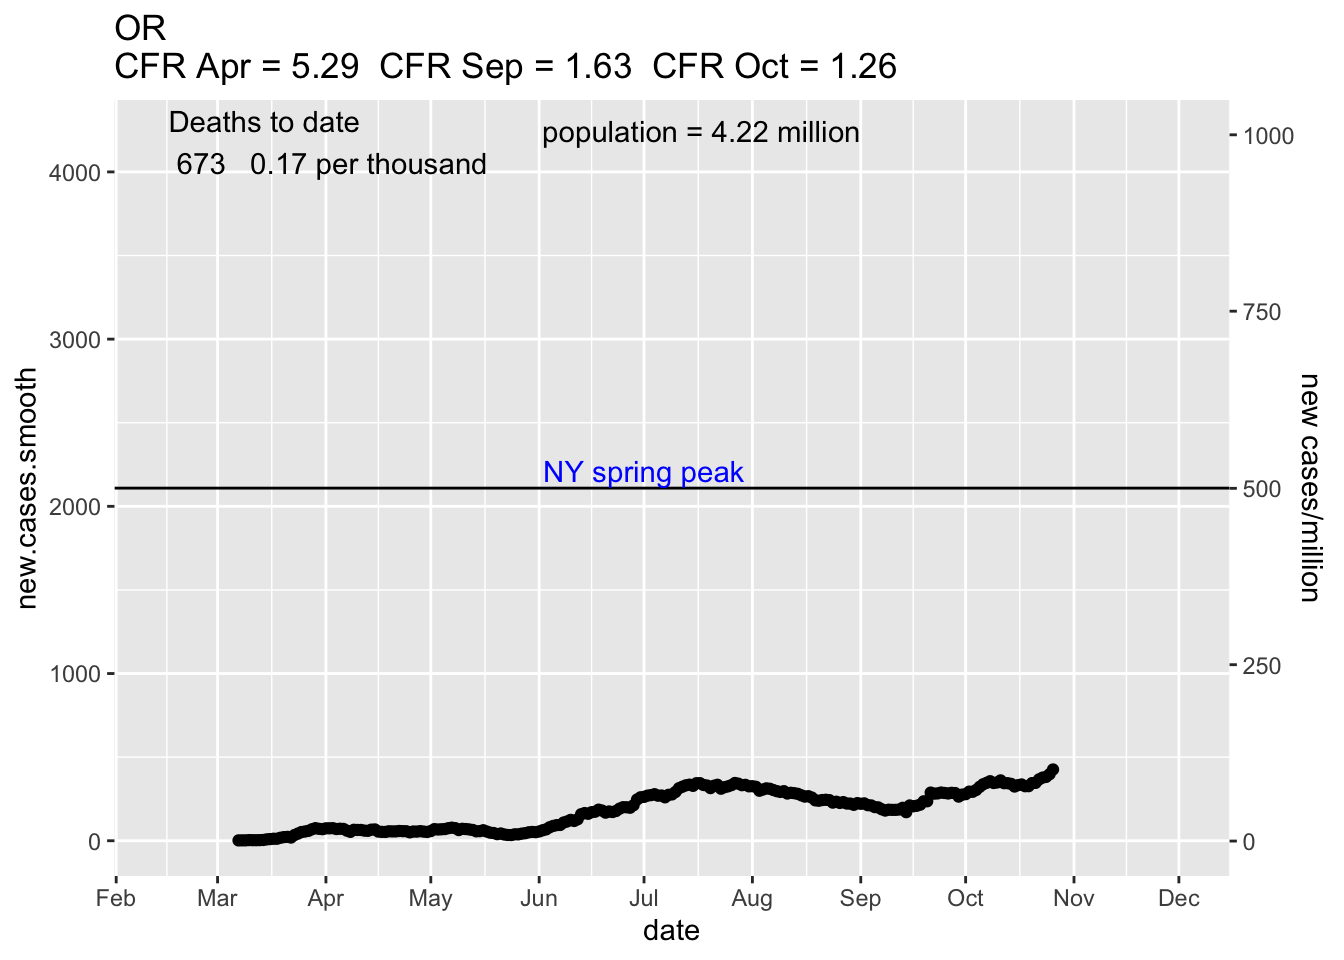 OR
CFR Apr = 5.29  CFR Sep = 1.63  CFR Oct = 1.26
Deaths to date
673   0.17 per thousand
population = 4.22 million
NY spring peak
new.cases.smooth
4000
3000
2000
1000
0
1000
750
500
250
0
new cases/million
Feb Mar Apr May Jun Jul Aug Sep Oct Nov Dec
date